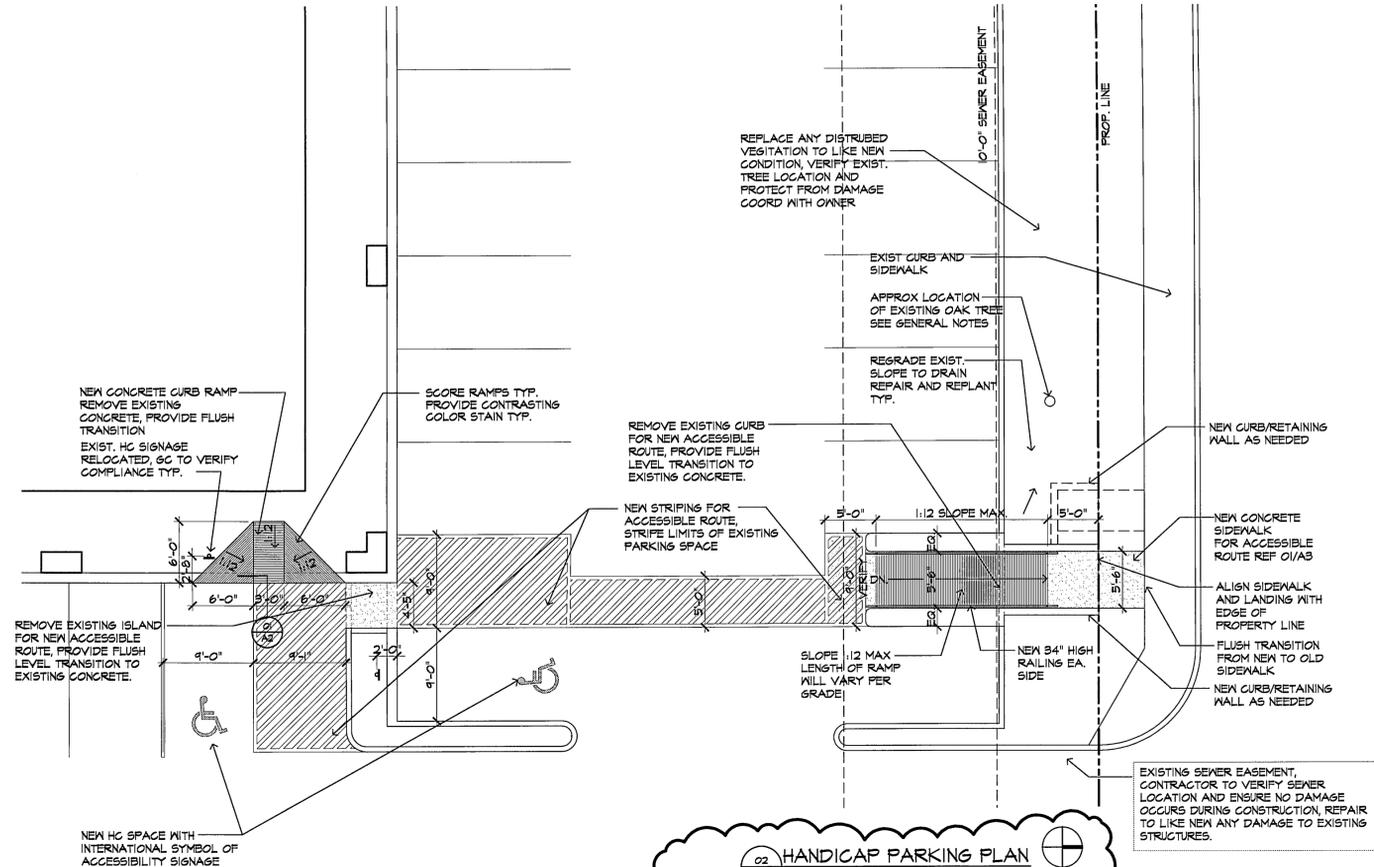 10'-0" SEWER EASEMENT
PROP. LINE
REPLACE ANY DISTRUBED
VEGITATION TO LIKE NEW
CONDITION, VERIFY EXIST.
TREE LOCATION AND
PROTECT FROM DAMAGE
COORD WITH OWNER
EXIST CURB AND
SIDEWALK
APPROX LOCATION
OF EXISTING OAK TREE
SEE GENERAL NOTES
REGRADE EXIST.
SLOPE TO DRAIN
REPAIR AND REPLANT
TYP.
NEW CONCRETE CURB RAMP
REMOVE EXISTING
CONCRETE, PROVIDE FLUSH
TRANSITION
EXIST. HC SIGNAGE
RELOCATED, GC TO VERIFY
COMPLIANCE TYP.
SCORE RAMPS TYP.
PROVIDE CONTRASTING
COLOR STAIN TYP.
REMOVE EXISTING CURB
FOR NEW ACCESSIBLE
ROUTE, PROVIDE FLUSH
LEVEL TRANSITION TO
EXISTING CONCRETE.
NEW CURB/RETAINING
WALL AS NEEDED
NEW STRIPING FOR
ACCESSIBLE ROUTE,
STRIPE LIMITS OF EXISTING
PARKING SPACE
5'-0"
1:12 SLOPE MAX.
5'-0"
NEW CONCRETE
SIDEWALK
FOR ACCESSIBLE
ROUTE REF 01/A3
6'-0"
2'-8"
1:12
1:12
1:12
6'-0"
3'-0"
6'-0"
4'-5"
9'-0"
5'-0"
9'-0"
VERIFY
EQ
5'-6"
EQ
5'-6"
ALIGN SIDEWALK
AND LANDING WITH
EDGE OF
PROPERTY LINE
REMOVE EXISTING ISLAND
FOR NEW ACCESSIBLE
ROUTE, PROVIDE FLUSH
LEVEL TRANSITION TO
EXISTING CONCRETE.
01
A2
9'-0"
9'-1"
2'-0"
9'-0"
SLOPE 1:12 MAX
LENGTH OF RAMP
WILL VARY PER
GRADE
NEW 34" HIGH
RAILING EA.
SIDE
FLUSH TRANSITION
FROM NEW TO OLD
SIDEWALK
NEW CURB/RETAINING
WALL AS NEEDED
EXISTING SEWER EASEMENT,
CONTRACTOR TO VERIFY SEWER
LOCATION AND ENSURE NO DAMAGE
OCCURS DURING CONSTRUCTION, REPAIR
TO LIKE NEW ANY DAMAGE TO EXISTING
STRUCTURES.
NEW HC SPACE WITH
INTERNATIONAL SYMBOL OF
ACCESSIBILITY SIGNAGE
02 HANDICAP PARKING PLAN